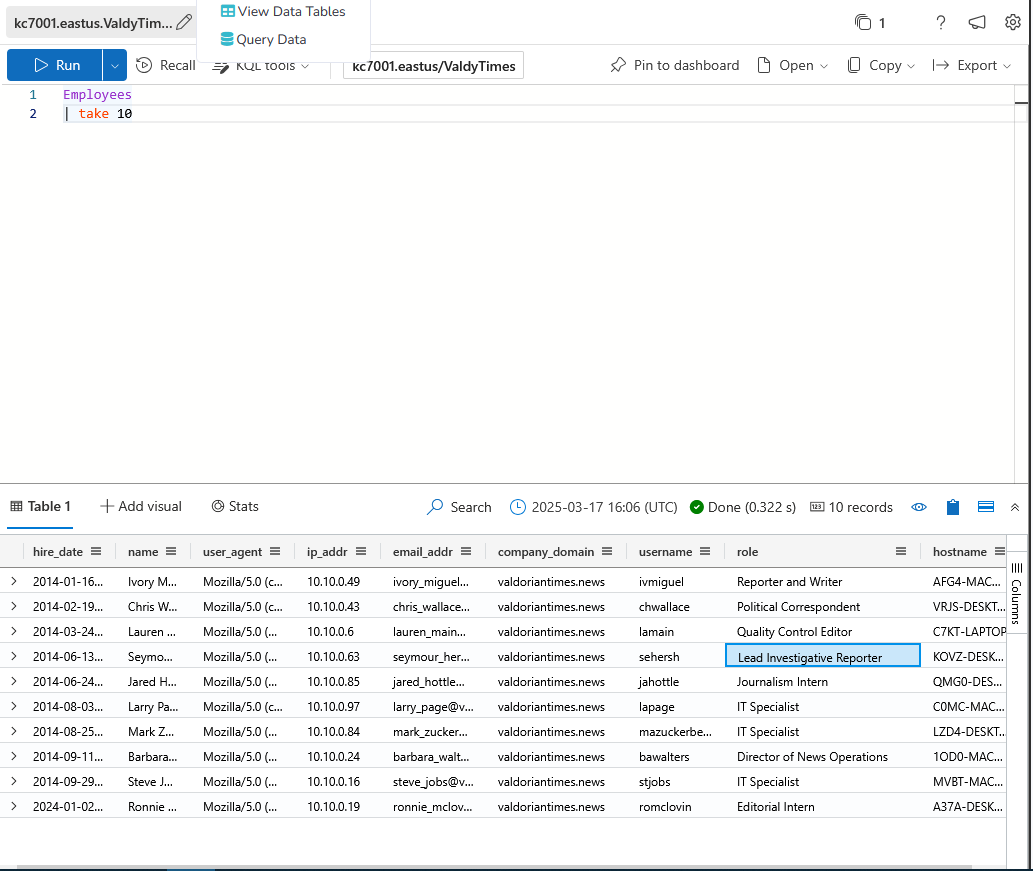 View Data Tables
kc7001.eastus.ValdyTim... 1 ?
Query Data
Run Recall KQL tools kc7001.eastus/ValdyTimes Pin to dashboard Open Copy Export
1 Employees
2 | take 10
Table 1 Add visual Stats Search 2025-03-17 16:06 (UTC) Done (0.322 s) 123 10 records
hire_date name user_agent ip_addr email_addr company_domain username role hostname
2014-01-16... Ivory M... Mozilla/5.0 (c... 10.10.0.49 ivory_miguel... valdoriantimes.news ivmiguel Reporter and Writer AFG4-MAC...
2014-02-19... Chris W... Mozilla/5.0 (... 10.10.0.43 chris_wallace... valdoriantimes.news chwallace Political Correspondent VRJS-DESKT...
2014-03-24... Lauren ... Mozilla/5.0 (... 10.10.0.6 lauren_main... valdoriantimes.news lamain Quality Control Editor C7KT-LAPTOP
2014-06-13... Seymo... Mozilla/5.0 (... 10.10.0.63 seymour_her... valdoriantimes.news sehersh Lead Investigative Reporter KOVZ-DESK...
2014-06-24... Jared H... Mozilla/5.0 (... 10.10.0.85 jared_hottle... valdoriantimes.news jahottle Journalism Intern QMG0-DES...
2014-08-03... Larry Pa... Mozilla/5.0 (c... 10.10.0.97 larry_page@v... valdoriantimes.news lapage IT Specialist C0MC-MAC...
2014-08-25... Mark Z... Mozilla/5.0 (... 10.10.0.84 mark_zucker... valdoriantimes.news mazuckerbe... IT Specialist LZD4-DESKT...
2014-09-11... Barbara... Mozilla/5.0 (... 10.10.0.24 barbara_walt... valdoriantimes.news bawalters Director of News Operations 1OD0-MAC...
2014-09-29... Steve J... Mozilla/5.0 (... 10.10.0.16 steve_jobs@v... valdoriantimes.news stjobs IT Specialist MVBT-MAC...
2024-01-02... Ronnie ... Mozilla/5.0 (... 10.10.0.19 ronnie_mclov... valdoriantimes.news romclovin Editorial Intern A37A-DESK...
Columns